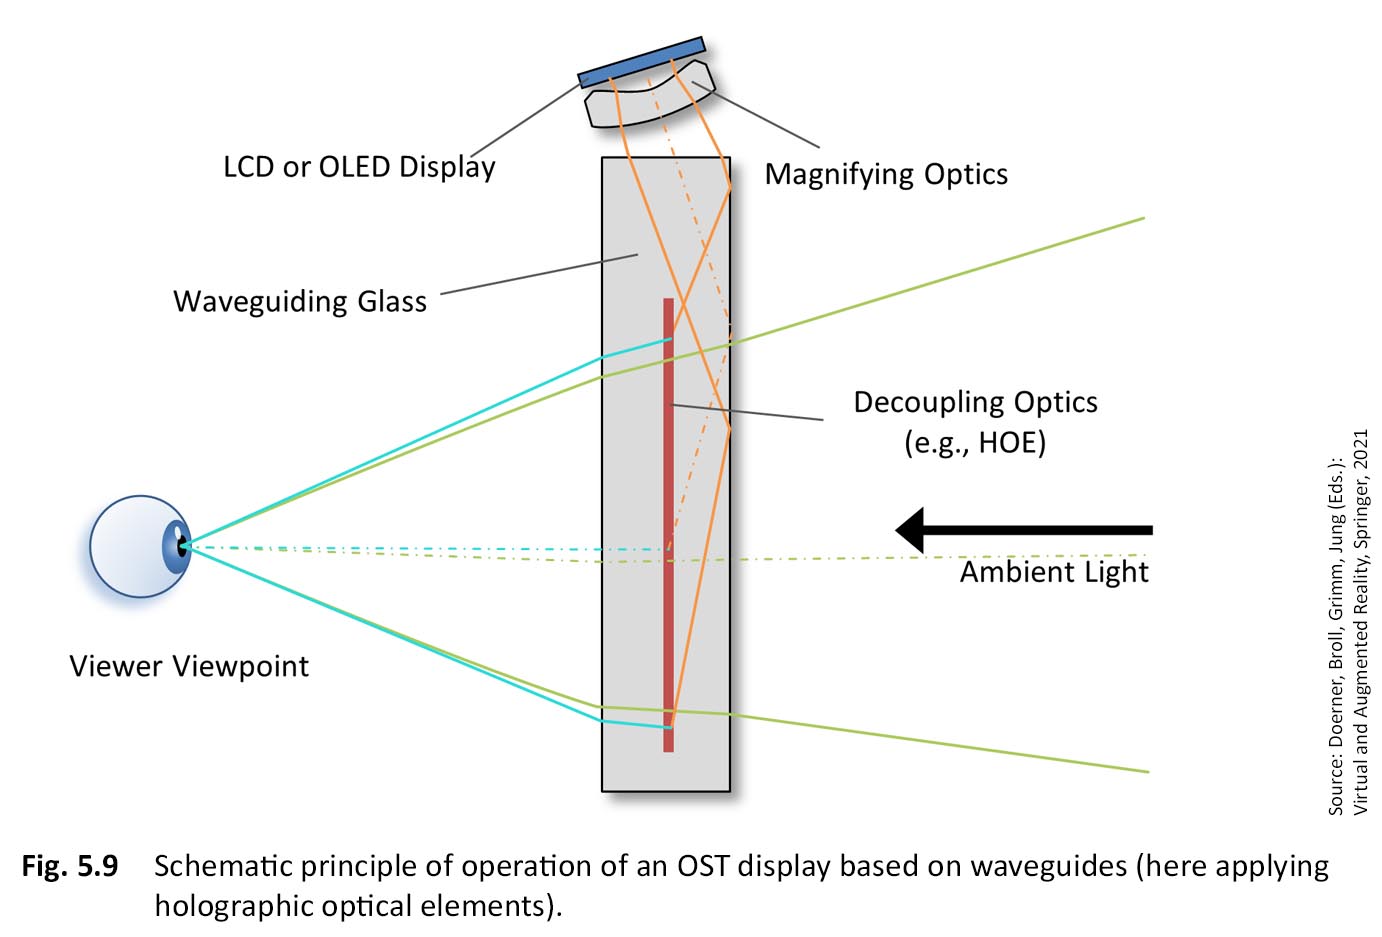 LCD or OLED Display
Magnifying Optics
Waveguiding Glass
Decoupling Optics
(e.g., HOE)
Ambient Light
Viewer Viewpoint
Source: Doerner, Broll, Grimm, Jung (Eds.):
Virtual and Augmented Reality, Springer, 2021
Fig. 5.9 Schematic principle of operation of an OST display based on waveguides (here applying
holographic optical elements).